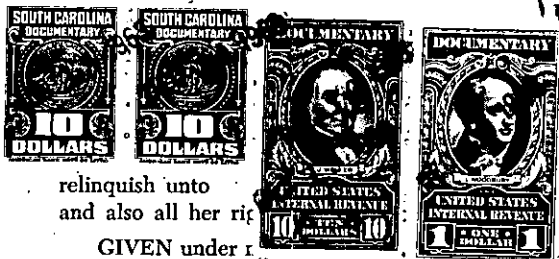 SOUTH CAROLINA
DOCUMENTARY
10
DOLLARS
SOUTH CAROLINA
DOCUMENTARY
10
DOLLARS
DOCUMENTARY
UNITED STATES
INTERNAL REVENUE
10 TEN DOLLARS 10
DOCUMENTARY
L. WOODBURY
UNITED STATES
INTERNAL REVENUE
1 ONE DOLLAR 1
relinquish unto
and also all her
GIVEN under